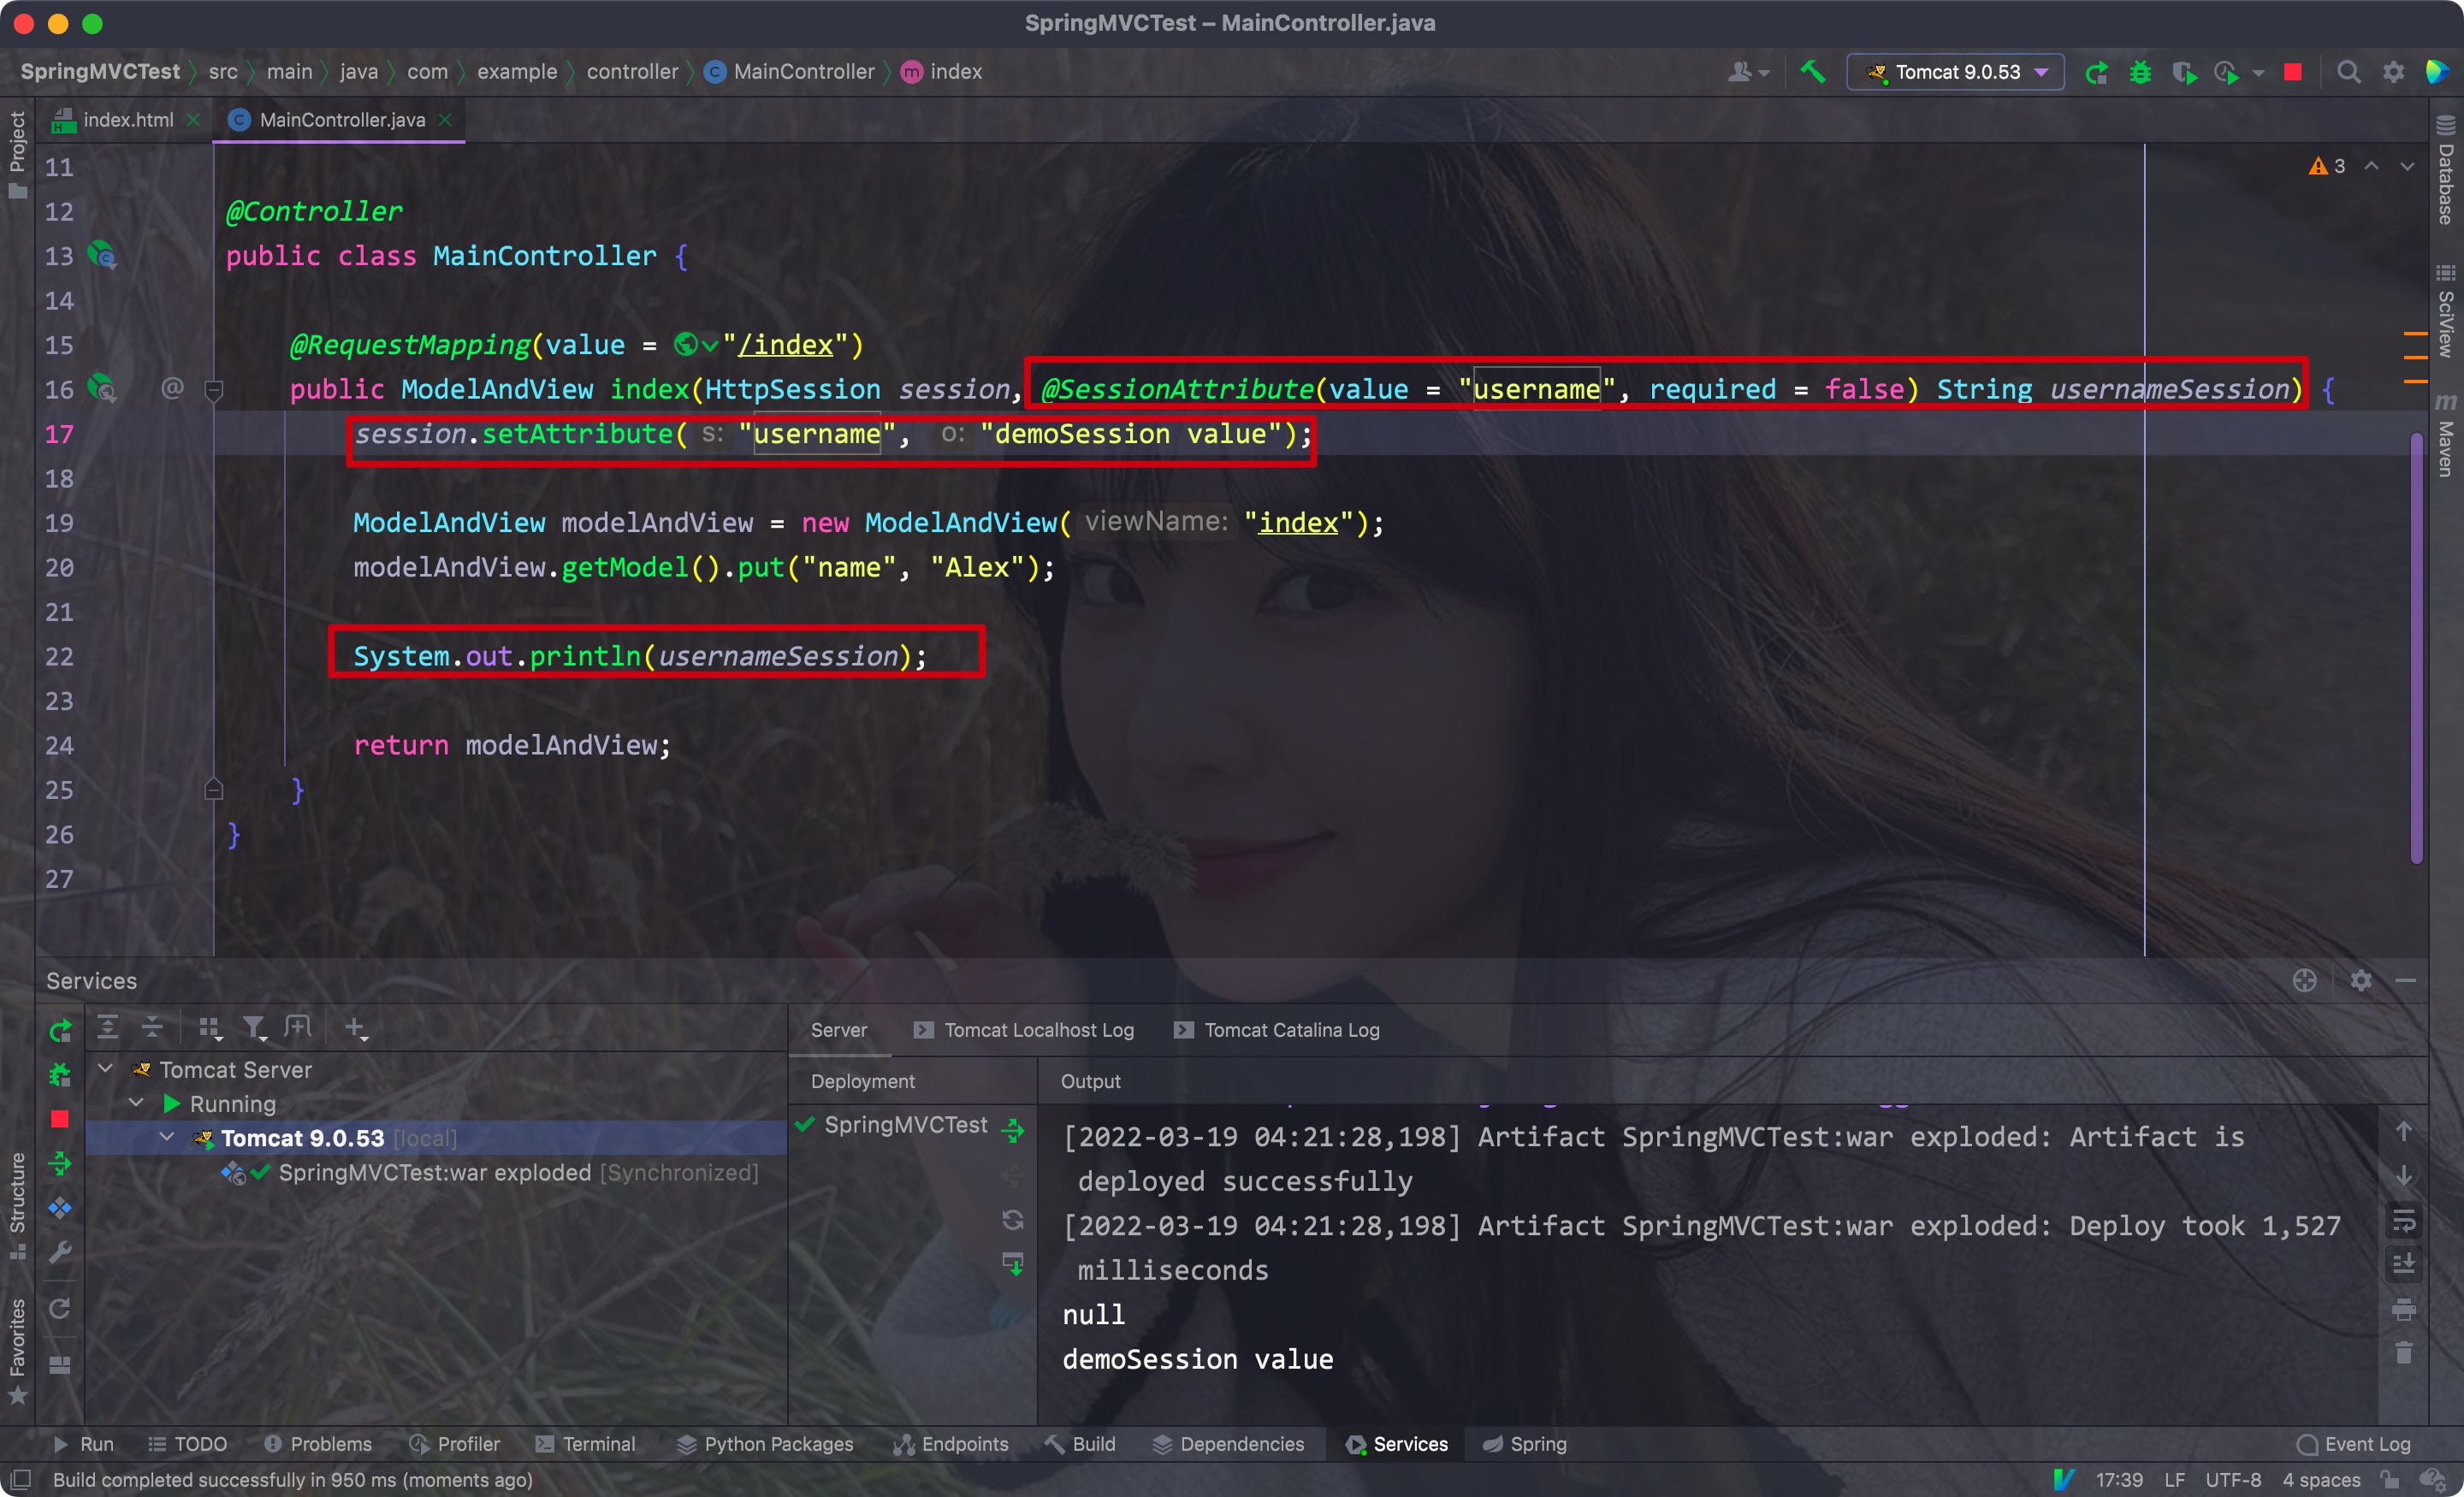 SpringMVCTest – MainController.java
SpringMVCTest src main java com example controller MainController index
Tomcat 9.0.53
index.html MainController.java
Project
Database
SciView
Maven
3
11
12 @Controller
13 public class MainController {
14
15 @RequestMapping(value = "/index")
16 public ModelAndView index(HttpSession session, @SessionAttribute(value = "username", required = false) String usernameSession) {
17 session.setAttribute( s: "username", o: "demoSession value");
18
19 ModelAndView modelAndView = new ModelAndView( viewName: "index");
20 modelAndView.getModel().put("name", "Alex");
21
22 System.out.println(usernameSession);
23
24 return modelAndView;
25 }
26 }
27
Services
Server Tomcat Localhost Log Tomcat Catalina Log
Tomcat Server
Running
Tomcat 9.0.53 [local]
SpringMVCTest:war exploded [Synchronized]
Structure
Favorites
Deployment Output
SpringMVCTest
[2022-03-19 04:21:28,198] Artifact SpringMVCTest:war exploded: Artifact is
deployed successfully
[2022-03-19 04:21:28,198] Artifact SpringMVCTest:war exploded: Deploy took 1,527
milliseconds
null
demoSession value
Run TODO Problems Profiler Terminal Python Packages Endpoints Build Dependencies Services Spring Event Log
Build completed successfully in 950 ms (moments ago) 17:39 LF UTF-8 4 spaces